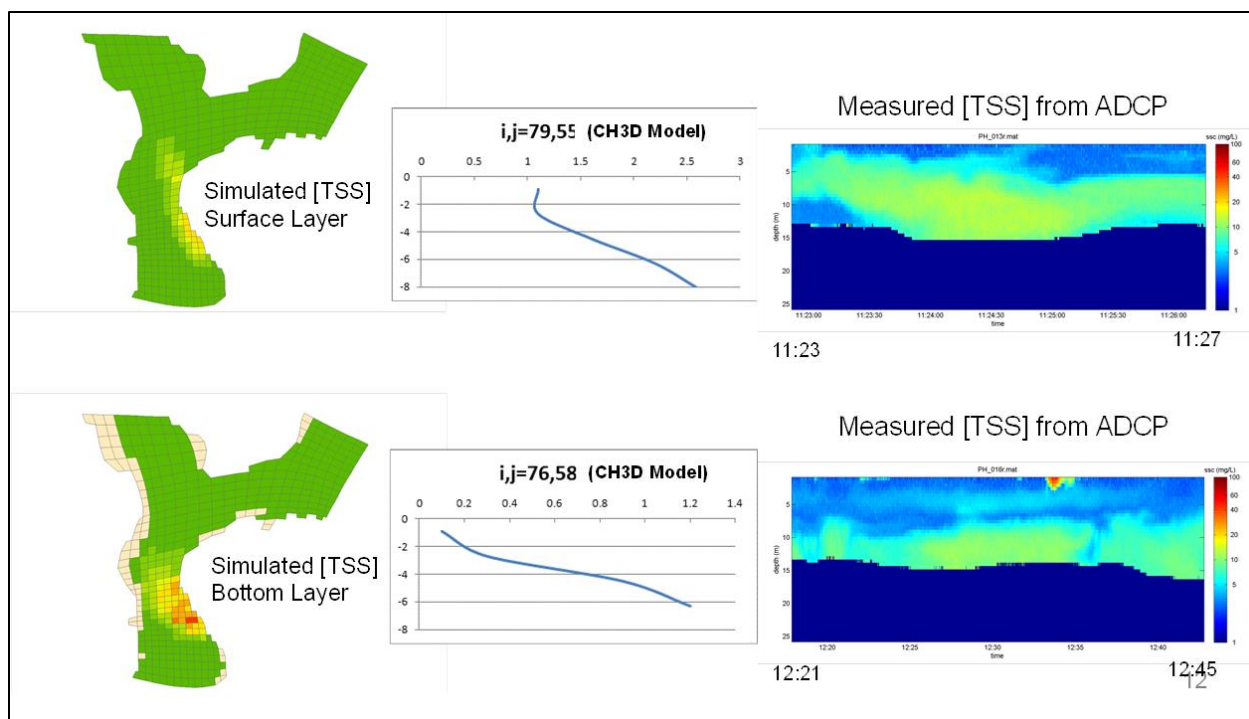 Simulated [TSS]
Surface Layer
i,j=79,55 (CH3D Model)
0 0.5 1 1.5 2 2.5 3
0
-2
-4
-6
-8
Measured [TSS] from ADCP
PH_013r.mat
ssc (mg/L)
100
60
40
20
10
5
1
5
10
15
20
25
depth (m)
11:23:00 11:23:30 11:24:00 11:24:30 11:25:00 11:25:30 11:26:00
time
11:23
11:27
Simulated [TSS]
Bottom Layer
i,j=76,58 (CH3D Model)
0 0.2 0.4 0.6 0.8 1 1.2 1.4
0
-2
-4
-6
-8
Measured [TSS] from ADCP
PH_016r.mat
ssc (mg/L)
100
60
40
20
10
5
1
5
10
15
20
25
depth (m)
12:20 12:25 12:30 12:35 12:40
time
12:21
12:45
12